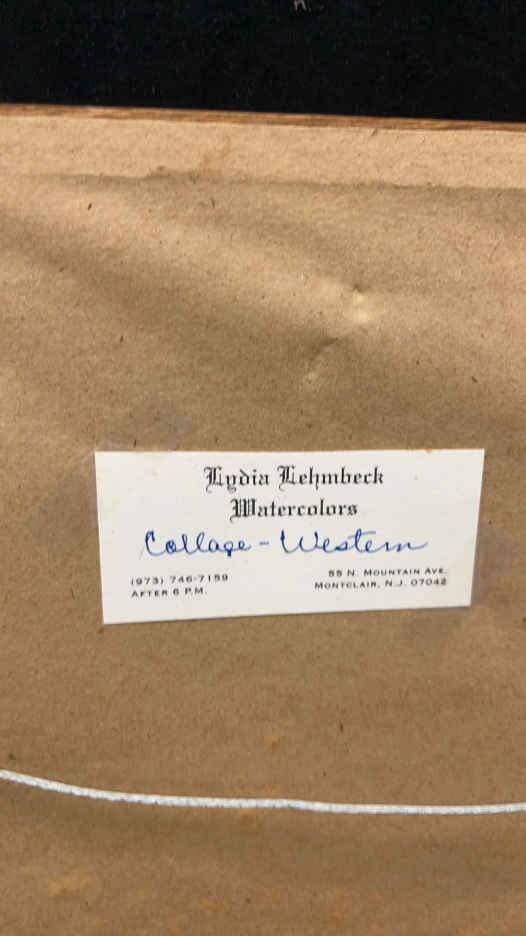 Lydia Lehmbeck
Watercolors
Collage - Western
(973) 746-7159
AFTER 6 P.M.
55 N. MOUNTAIN AVE.
MONTCLAIR, N.J. 07042